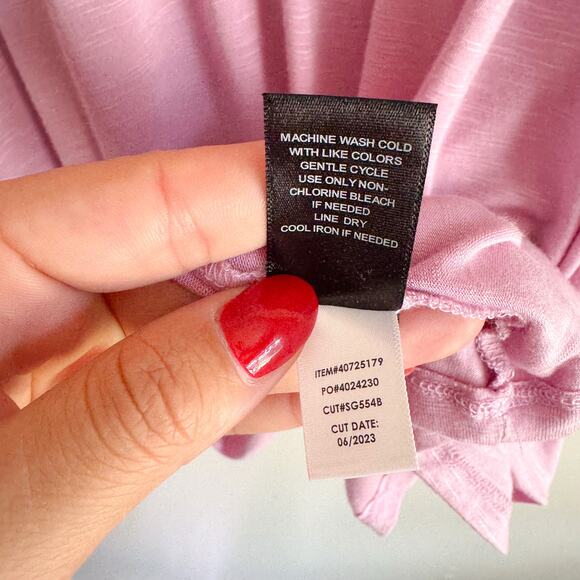 MACHINE WASH COLD
WITH LIKE COLORS
GENTLE CYCLE
USE ONLY NON-
CHLORINE BLEACH
IF NEEDED
LINE DRY
COOL IRON IF NEEDED
ITEM#40725179
PO#4024230
CUT#SG554B
CUT DATE:
06/2023